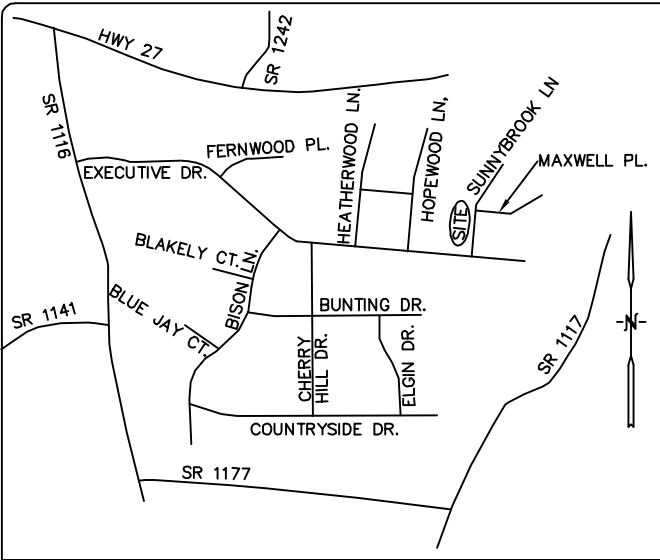 HWY 27
SR 1242
SR 1116
FERNWOOD PL.
EXECUTIVE DR.
HEATHERWOOD LN.
HOPEWOOD LN,
SUNNYBROOK LN
MAXWELL PL.
SITE
BLAKELY CT.
BISON LN.
BLUE JAY CT.
SR 1141
BUNTING DR.
CHERRY
HILL DR.
ELGIN DR.
SR 1117
N
COUNTRYSIDE DR.
SR 1177